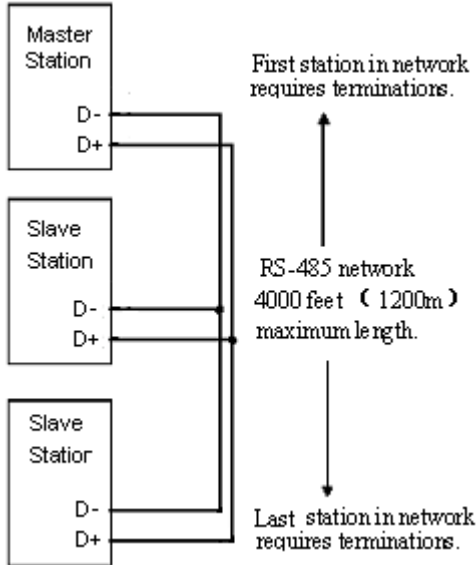 Master
Station
D-
D+
Slave
Station
D-
D+
Slave
Station
D-
D+
First station in network
requires terminations.
RS-485 network
4000 feet （1200m）
maximum length.
Last station in network
requires terminations.